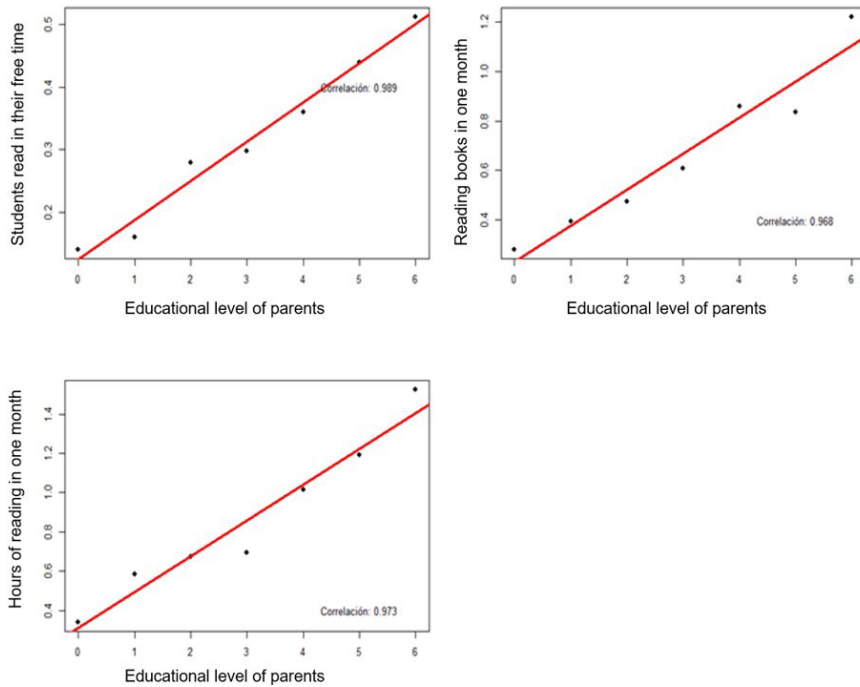 Students read in their free time
0.5
0.4
0.3
0.2
Correlación: 0.989
0 1 2 3 4 5 6
Educational level of parents
Reading books in one month
1.2
1.0
0.8
0.6
0.4
Correlación: 0.968
0 1 2 3 4 5 6
Educational level of parents
Hours of reading in one month
1.4
1.2
1.0
0.8
0.6
0.4
Correlación: 0.973
0 1 2 3 4 5 6
Educational level of parents